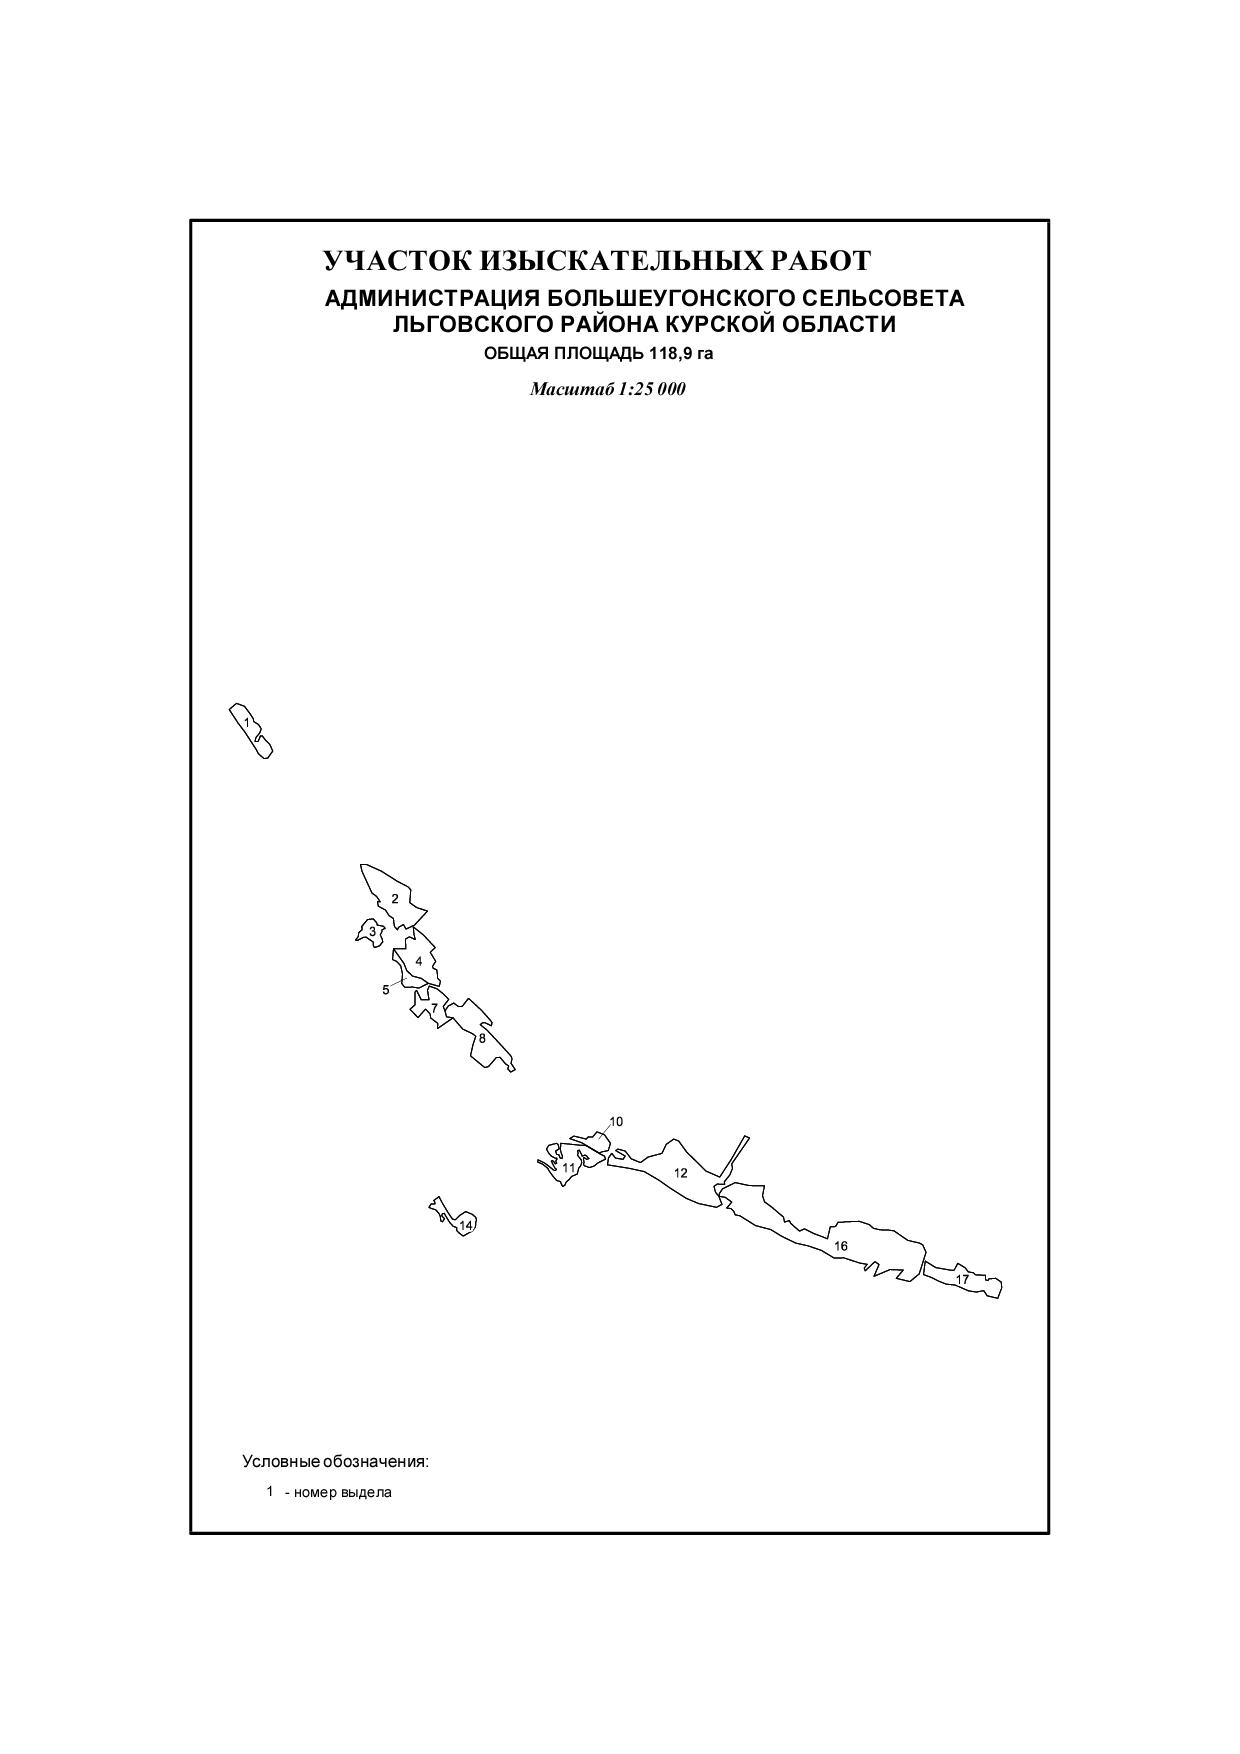 УЧАСТОК ИЗЫСКАТЕЛЬНЫХ РАБОТ
АДМИНИСТРАЦИЯ БОЛЬШЕУГОНСКОГО СЕЛЬСОВЕТА
ЛЬГОВСКОГО РАЙОНА КУРСКОЙ ОБЛАСТИ
ОБЩАЯ ПЛОЩАДЬ 118,9 га
Масштаб 1:25 000
1
2
3
4
5
7
8
10
11
12
14
16
17
Условные обозначения:
1 - номер выдела